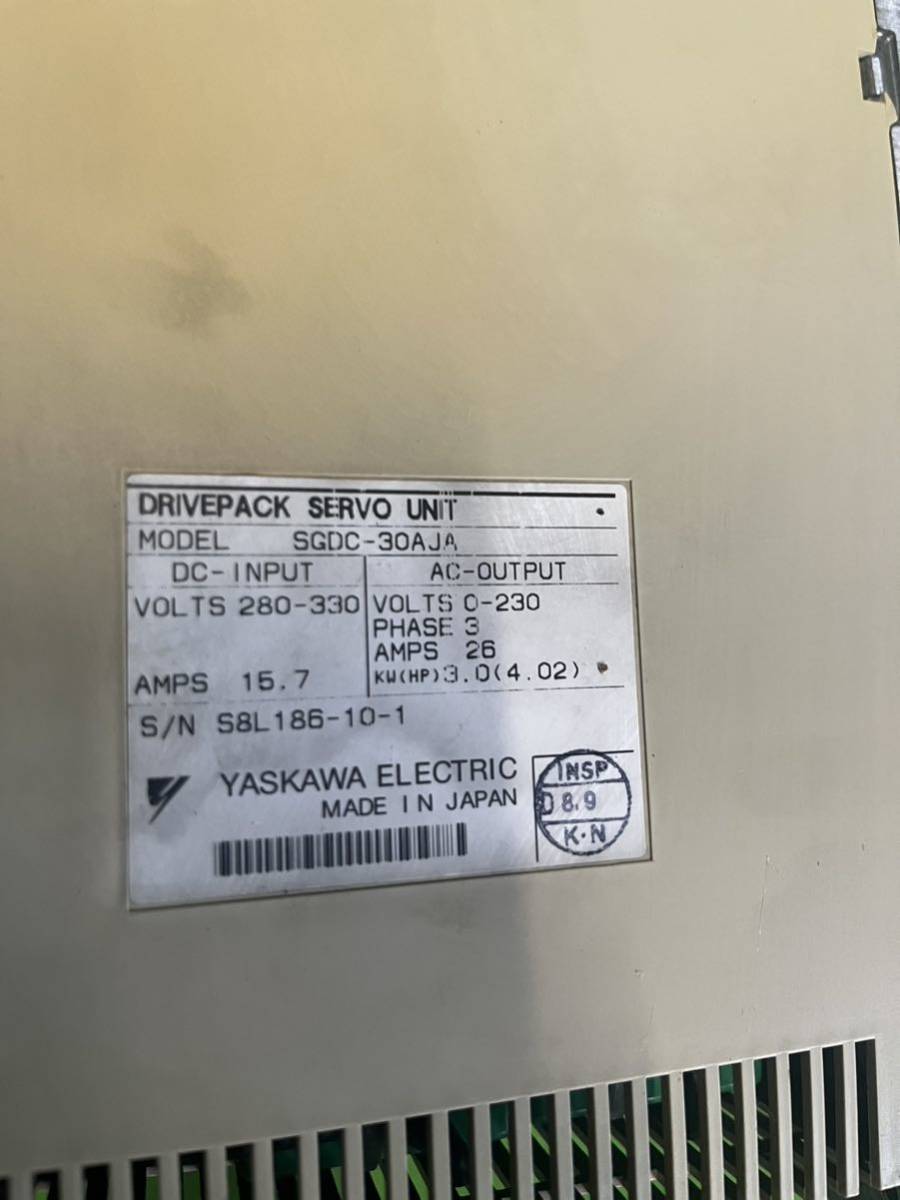 DRIVEPACK SERVO UNIT
MODEL SGDC-30AJA
DC-INPUT AC-OUTPUT
VOLTS 280-330 VOLTS 0-230
PHASE 3
AMPS 26
AMPS 15.7 KW(HP)3.0(4.02)
S/N S8L186-10-1
YASKAWA ELECTRIC
MADE IN JAPAN
INSP
D 8.9
K·N